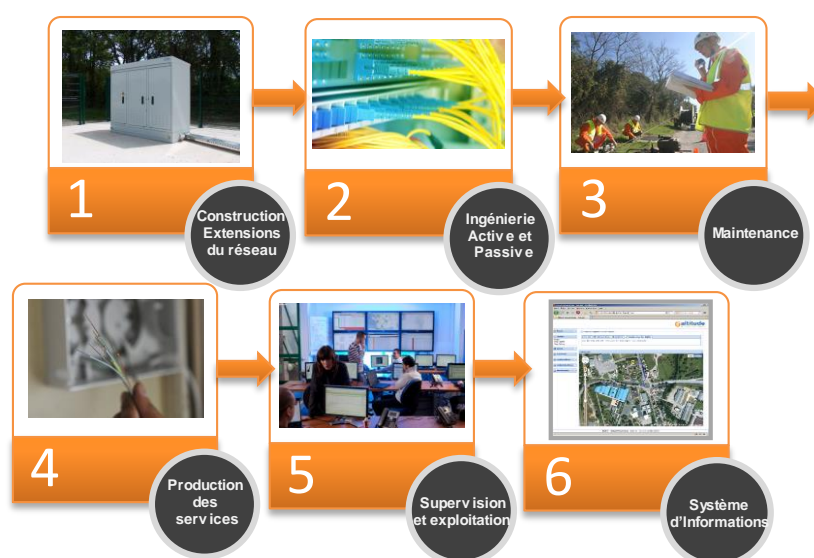 1
Construction
Extensions
du réseau
2
Ingénierie
Active et
Passive
3
Maintenance
4
Production
des
services
5
Supervision
et exploitation
6
Système
d'Informations
altitude